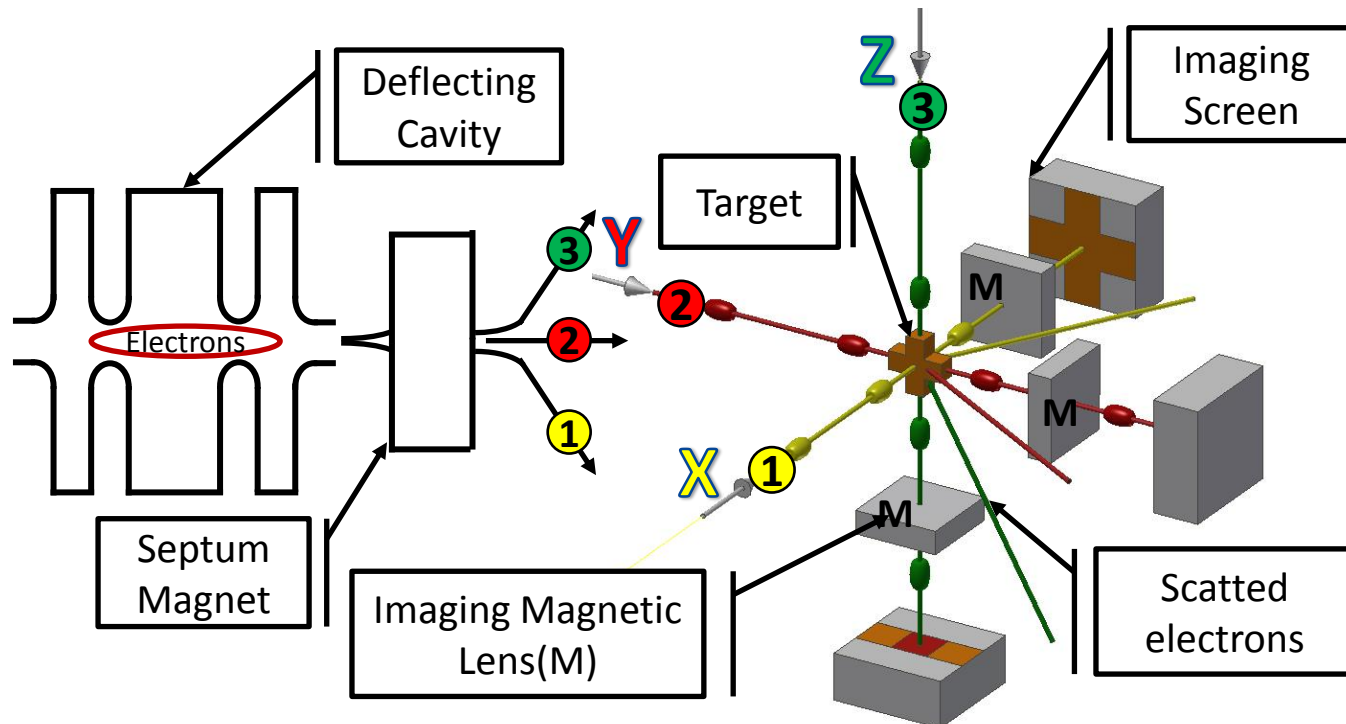 Deflecting
Cavity
Electrons
Septum
Magnet
3
2
1
Y
2
X
1
Z
3
Target
Imaging
Screen
M
M
M
Imaging Magnetic
Lens(M)
Scatted
electrons